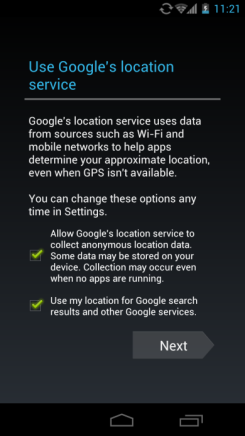 11:21
Use Google's location
service
Google's location service uses data
from sources such as Wi-Fi and
mobile networks to help apps
determine your approximate location,
even when GPS isn't available.
You can change these options any
time in Settings.
Allow Google's location service to
collect anonymous location data.
Some data may be stored on your
device. Collection may occur even
when no apps are running.
Use my location for Google search
results and other Google services.
Next